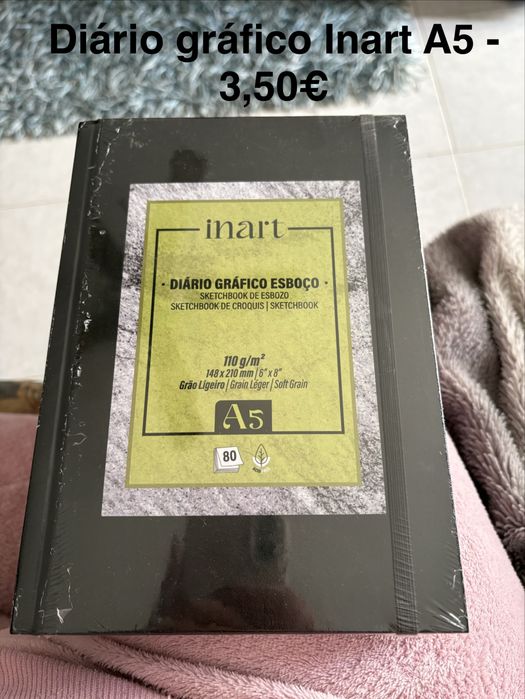 Diário gráfico Inart A5 -
3,50€
inart
· DIÁRIO GRÁFICO ESBOÇO ·
SKETCHBOOK DE ESBOZO
SKETCHBOOK DE CROQUIS | SKETCHBOOK
110 g/m²
148 x 210 mm | 6" x 8"
Grão Ligeiro | Grain Léger | Soft Grain
A5
80